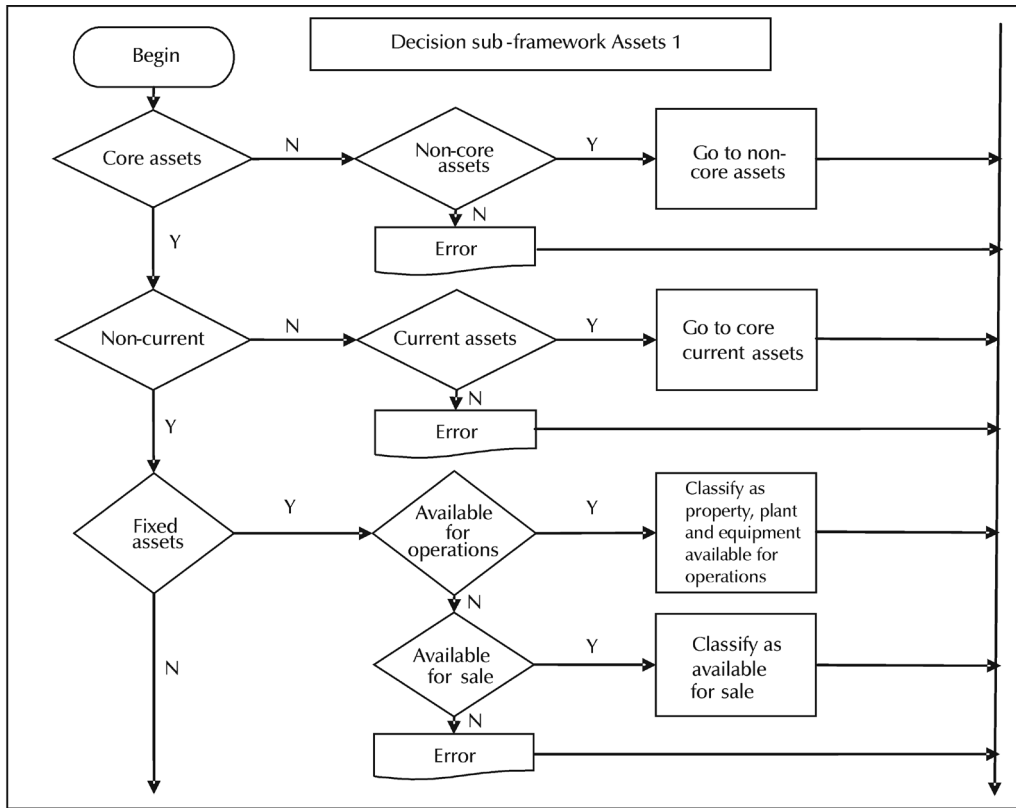 Begin
Decision sub-framework Assets 1
Core assets
N
Non-core
assets
Y
Go to non-
core assets
N
Error
Y
Non-current
N
Current assets
Y
Go to core
current assets
N
Error
Y
Fixed
assets
Y
Available
for
operations
Y
Classify as
property, plant
and equipment
available for
operations
N
N
Available
for sale
Y
Classify as
available
for sale
N
Error